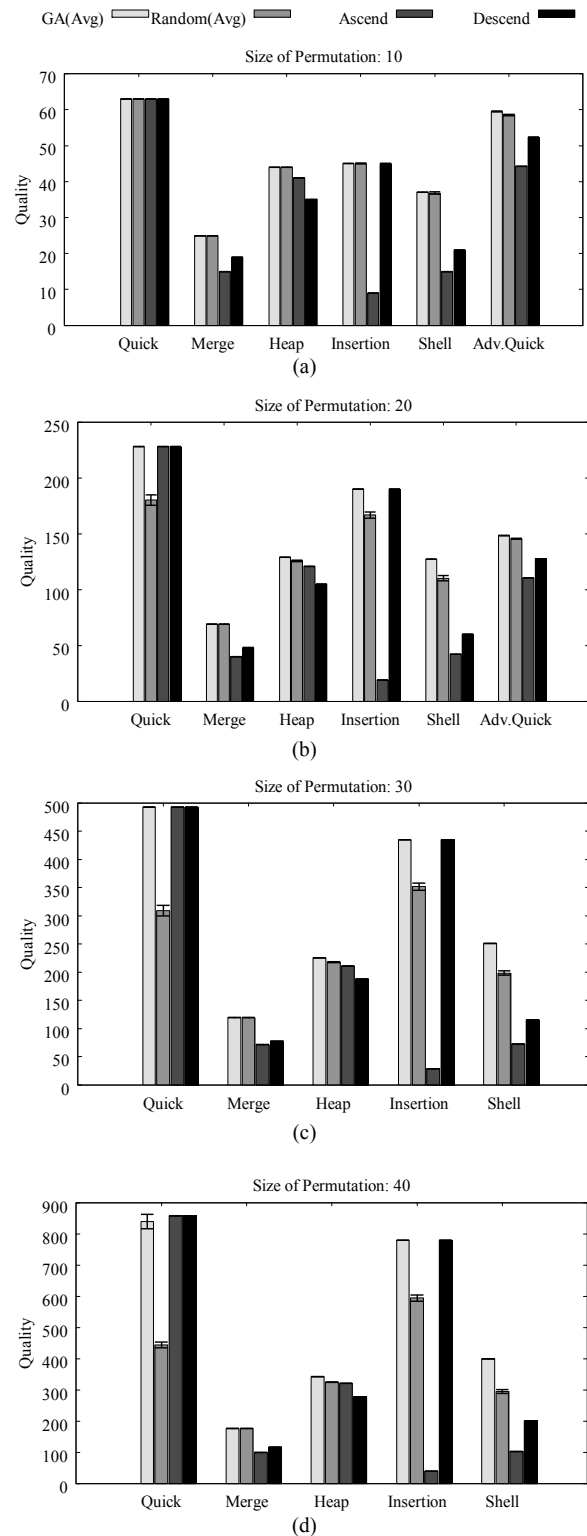 GA(Avg) Random(Avg) Ascend Descend
Size of Permutation: 10
Quality
70
60
50
40
30
20
10
0
Quick Merge Heap Insertion Shell Adv.Quick
(a)
Size of Permutation: 20
Quality
250
200
150
100
50
0
Quick Merge Heap Insertion Shell Adv.Quick
(b)
Size of Permutation: 30
Quality
500
450
300
350
300
250
200
150
100
50
0
Quick Merge Heap Insertion Shell
(c)
Size of Permutation: 40
Quality
900
800
700
600
500
400
300
200
100
0
Quick Merge Heap Insertion Shell
(d)